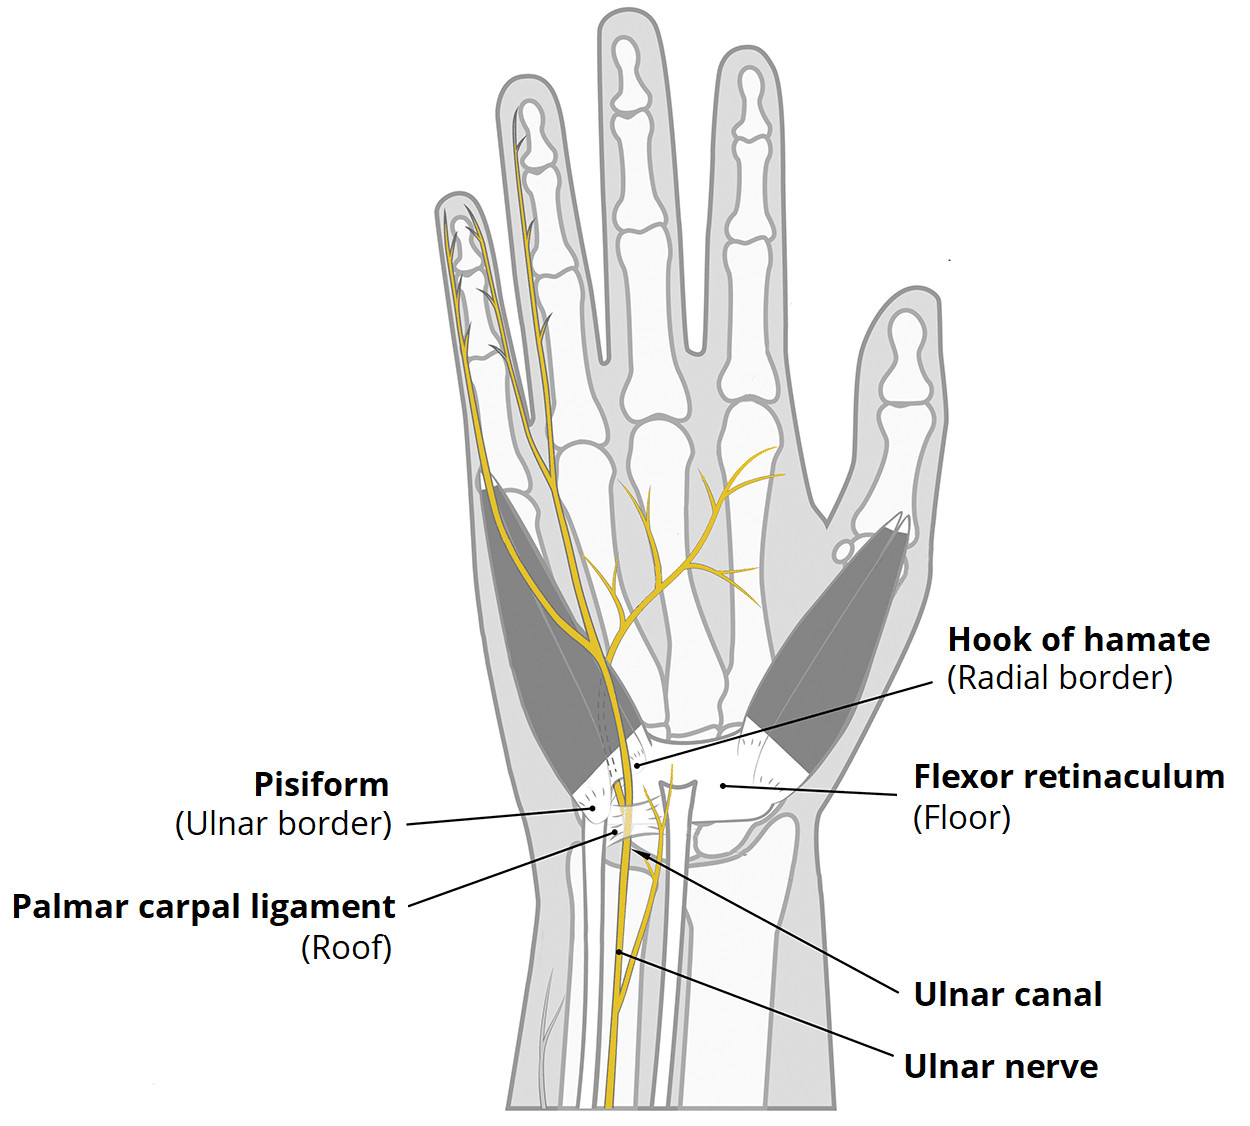 Hook of hamate
(Radial border)
Pisiform
(Ulnar border)
Flexor retinaculum
(Floor)
Palmar carpal ligament
(Roof)
Ulnar canal
Ulnar nerve